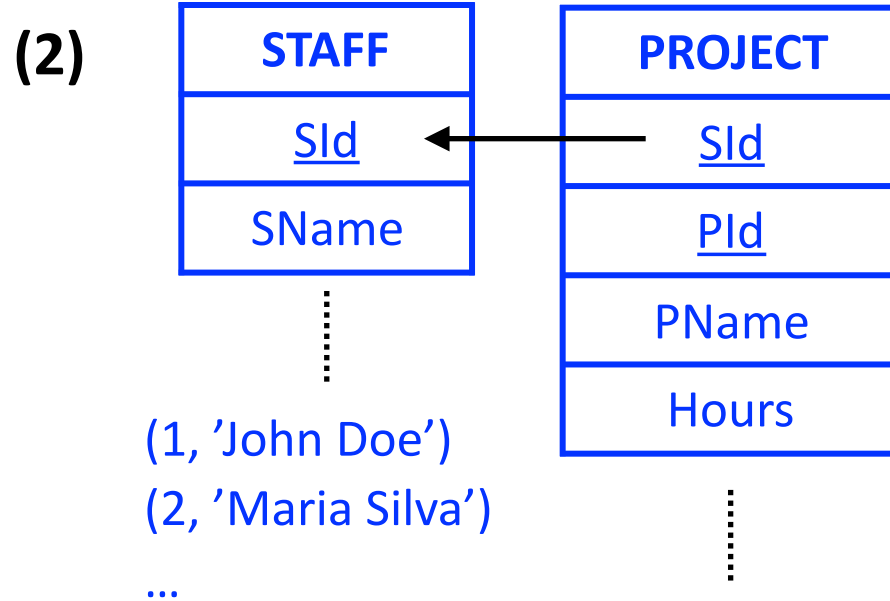 (2)
STAFF
SId
SName
(1, ’John Doe’)
(2, ’Maria Silva’)
...
PROJECT
SId
PId
PName
Hours